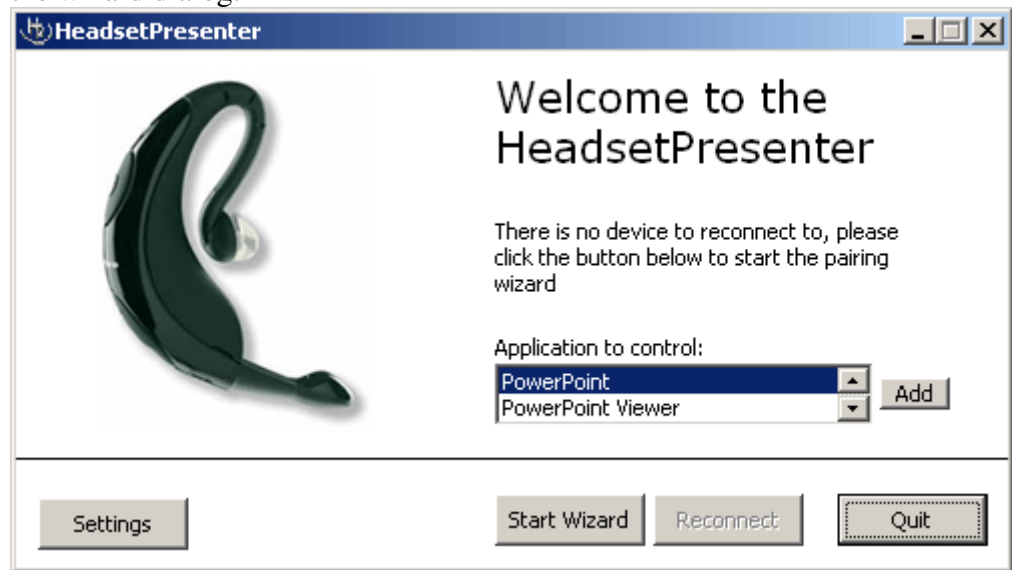 HeadsetPresenter
Welcome to the
HeadsetPresenter
There is no device to reconnect to, please
click the button below to start the pairing
wizard
Application to control:
PowerPoint
PowerPoint Viewer
Add
Settings
Start Wizard
Reconnect
Quit